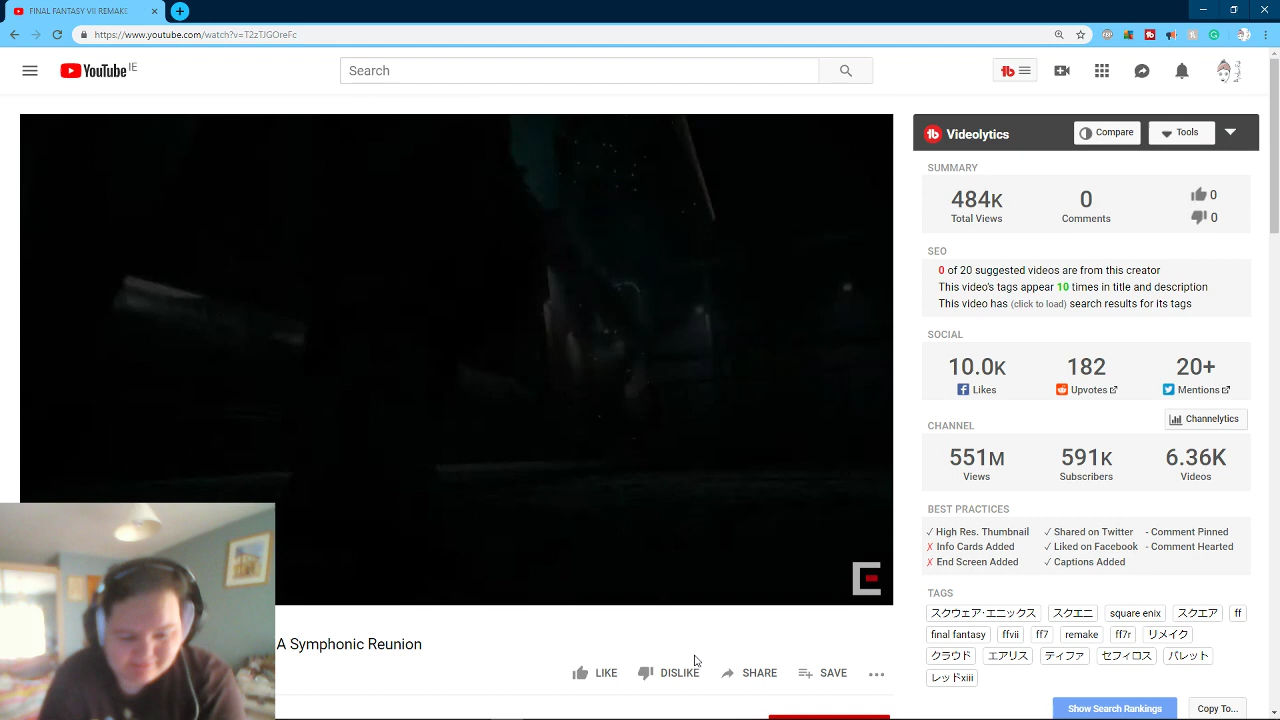 FINAL FANTASY VII REMAKE
https://www.youtube.com/watch?v=T2zTJGOreFc
YouTube IE
Search
Videolytics
Compare
Tools
SUMMARY
484K
Total Views
0
Comments
0
0
SEO
0 of 20 suggested videos are from this creator
This video's tags appear 10 times in title and description
This video has (click to load) search results for its tags
SOCIAL
10.0K
Likes
182
Upvotes
20+
Mentions
CHANNEL
Channelytics
551M
Views
591K
Subscribers
6.36K
Videos
BEST PRACTICES
✓ High Res. Thumbnail ✓ Shared on Twitter - Comment Pinned
✗ Info Cards Added ✓ Liked on Facebook - Comment Hearted
✗ End Screen Added ✓ Captions Added
TAGS
スクウェア·エニックス スクエニ square enix スクエア ff
final fantasy ffvii ff7 remake ff7r リメイク
クラウド エアリス ティファ セフィロス バレット
レッドxiii
Show Search Rankings Copy To...
A Symphonic Reunion
LIKE DISLIKE SHARE SAVE